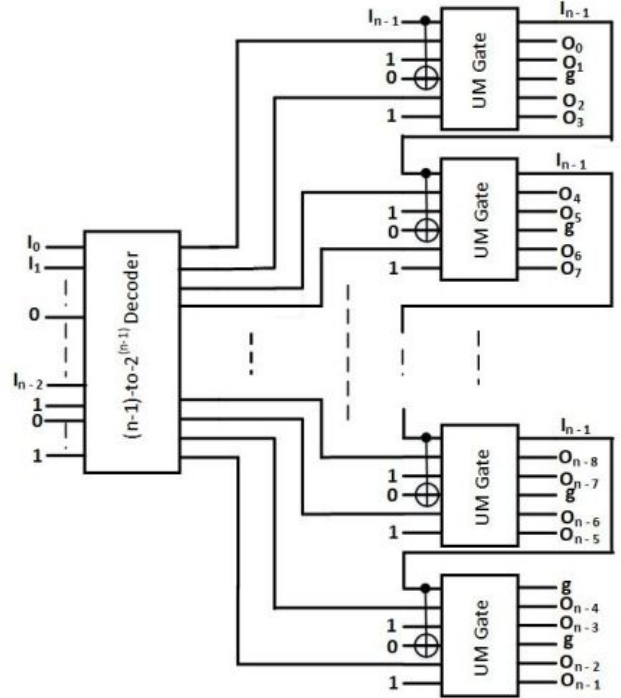 Iₙ₋₁
1
0
1
UM Gate
Iₙ₋₁
O₀
O₁
g
O₂
O₃
1
0
1
UM Gate
Iₙ₋₁
O₄
O₅
g
O₆
O₇
I₀
I₁
0
Iₙ₋₂
1
0
1
(n-1)-to-2⁽ⁿ⁻¹⁾ Decoder
1
0
1
UM Gate
Iₙ₋₁
Oₙ₋₈
Oₙ₋₇
g
Oₙ₋₆
Oₙ₋₅
1
0
1
UM Gate
g
Oₙ₋₄
Oₙ₋₃
g
Oₙ₋₂
Oₙ₋₁